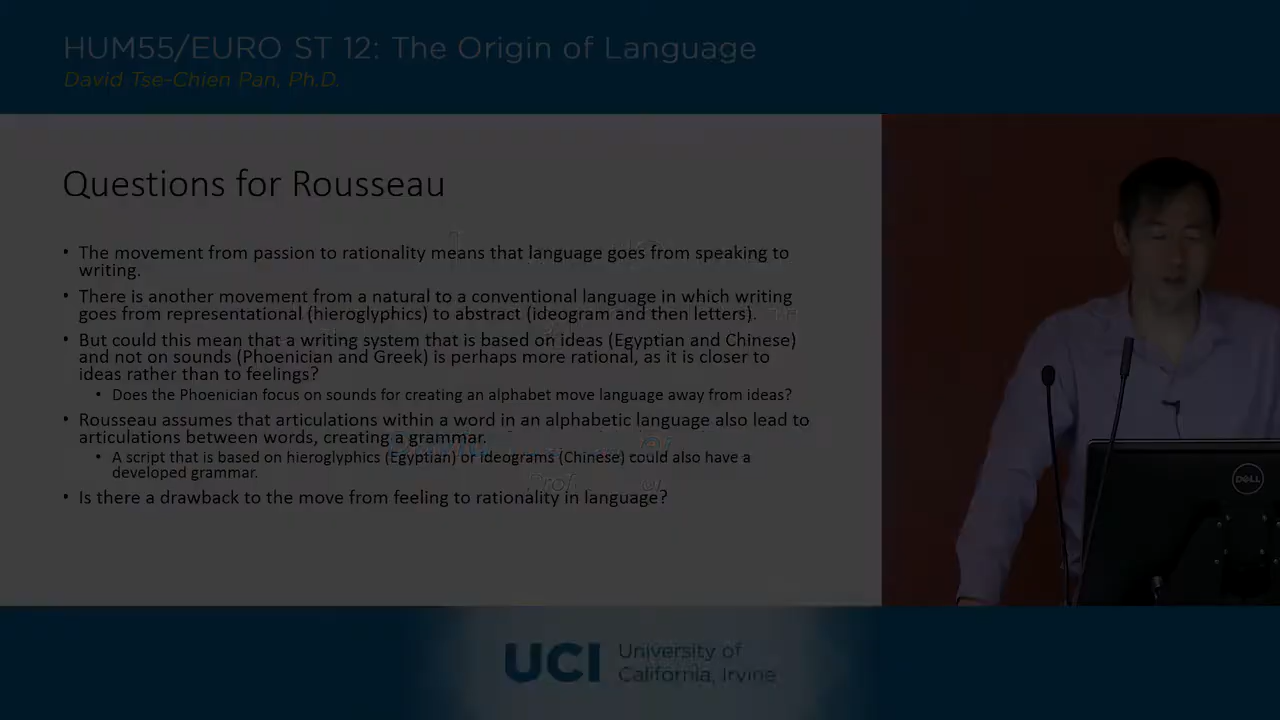 HUM55/EURO ST 12: The Origin of Language
David Tse-Chien Pan, Ph.D.
Questions for Rousseau
• The movement from passion to rationality means that language goes from speaking to
writing.
• There is another movement from a natural to a conventional language in which writing
goes from representational (hieroglyphics) to abstract (ideogram and then letters).
• But could this mean that a writing system that is based on ideas (Egyptian and Chinese)
and not on sounds (Phoenician and Greek) is perhaps more rational, as it is closer to
ideas rather than to feelings?
• Does the Phoenician focus on sounds for creating an alphabet move language away from ideas?
• Rousseau assumes that articulations within a word in an alphabetic language also lead to
articulations between words, creating a grammar.
• A script that is based on hieroglyphics (Egyptian) or ideograms (Chinese) could also have a
developed grammar.
• Is there a drawback to the move from feeling to rationality in language?
DELL
UCI University of
California, Irvine